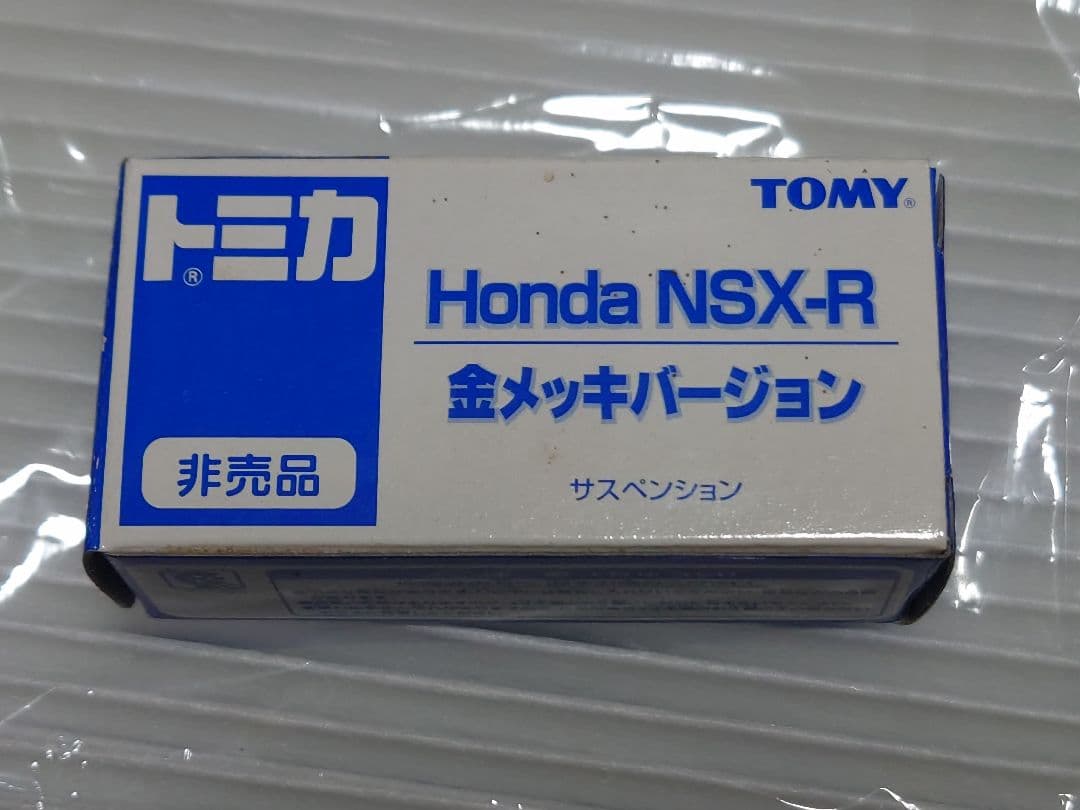 トミカ®
TOMY®
Honda NSX-R
金メッキバージョン
非売品
サスペンション